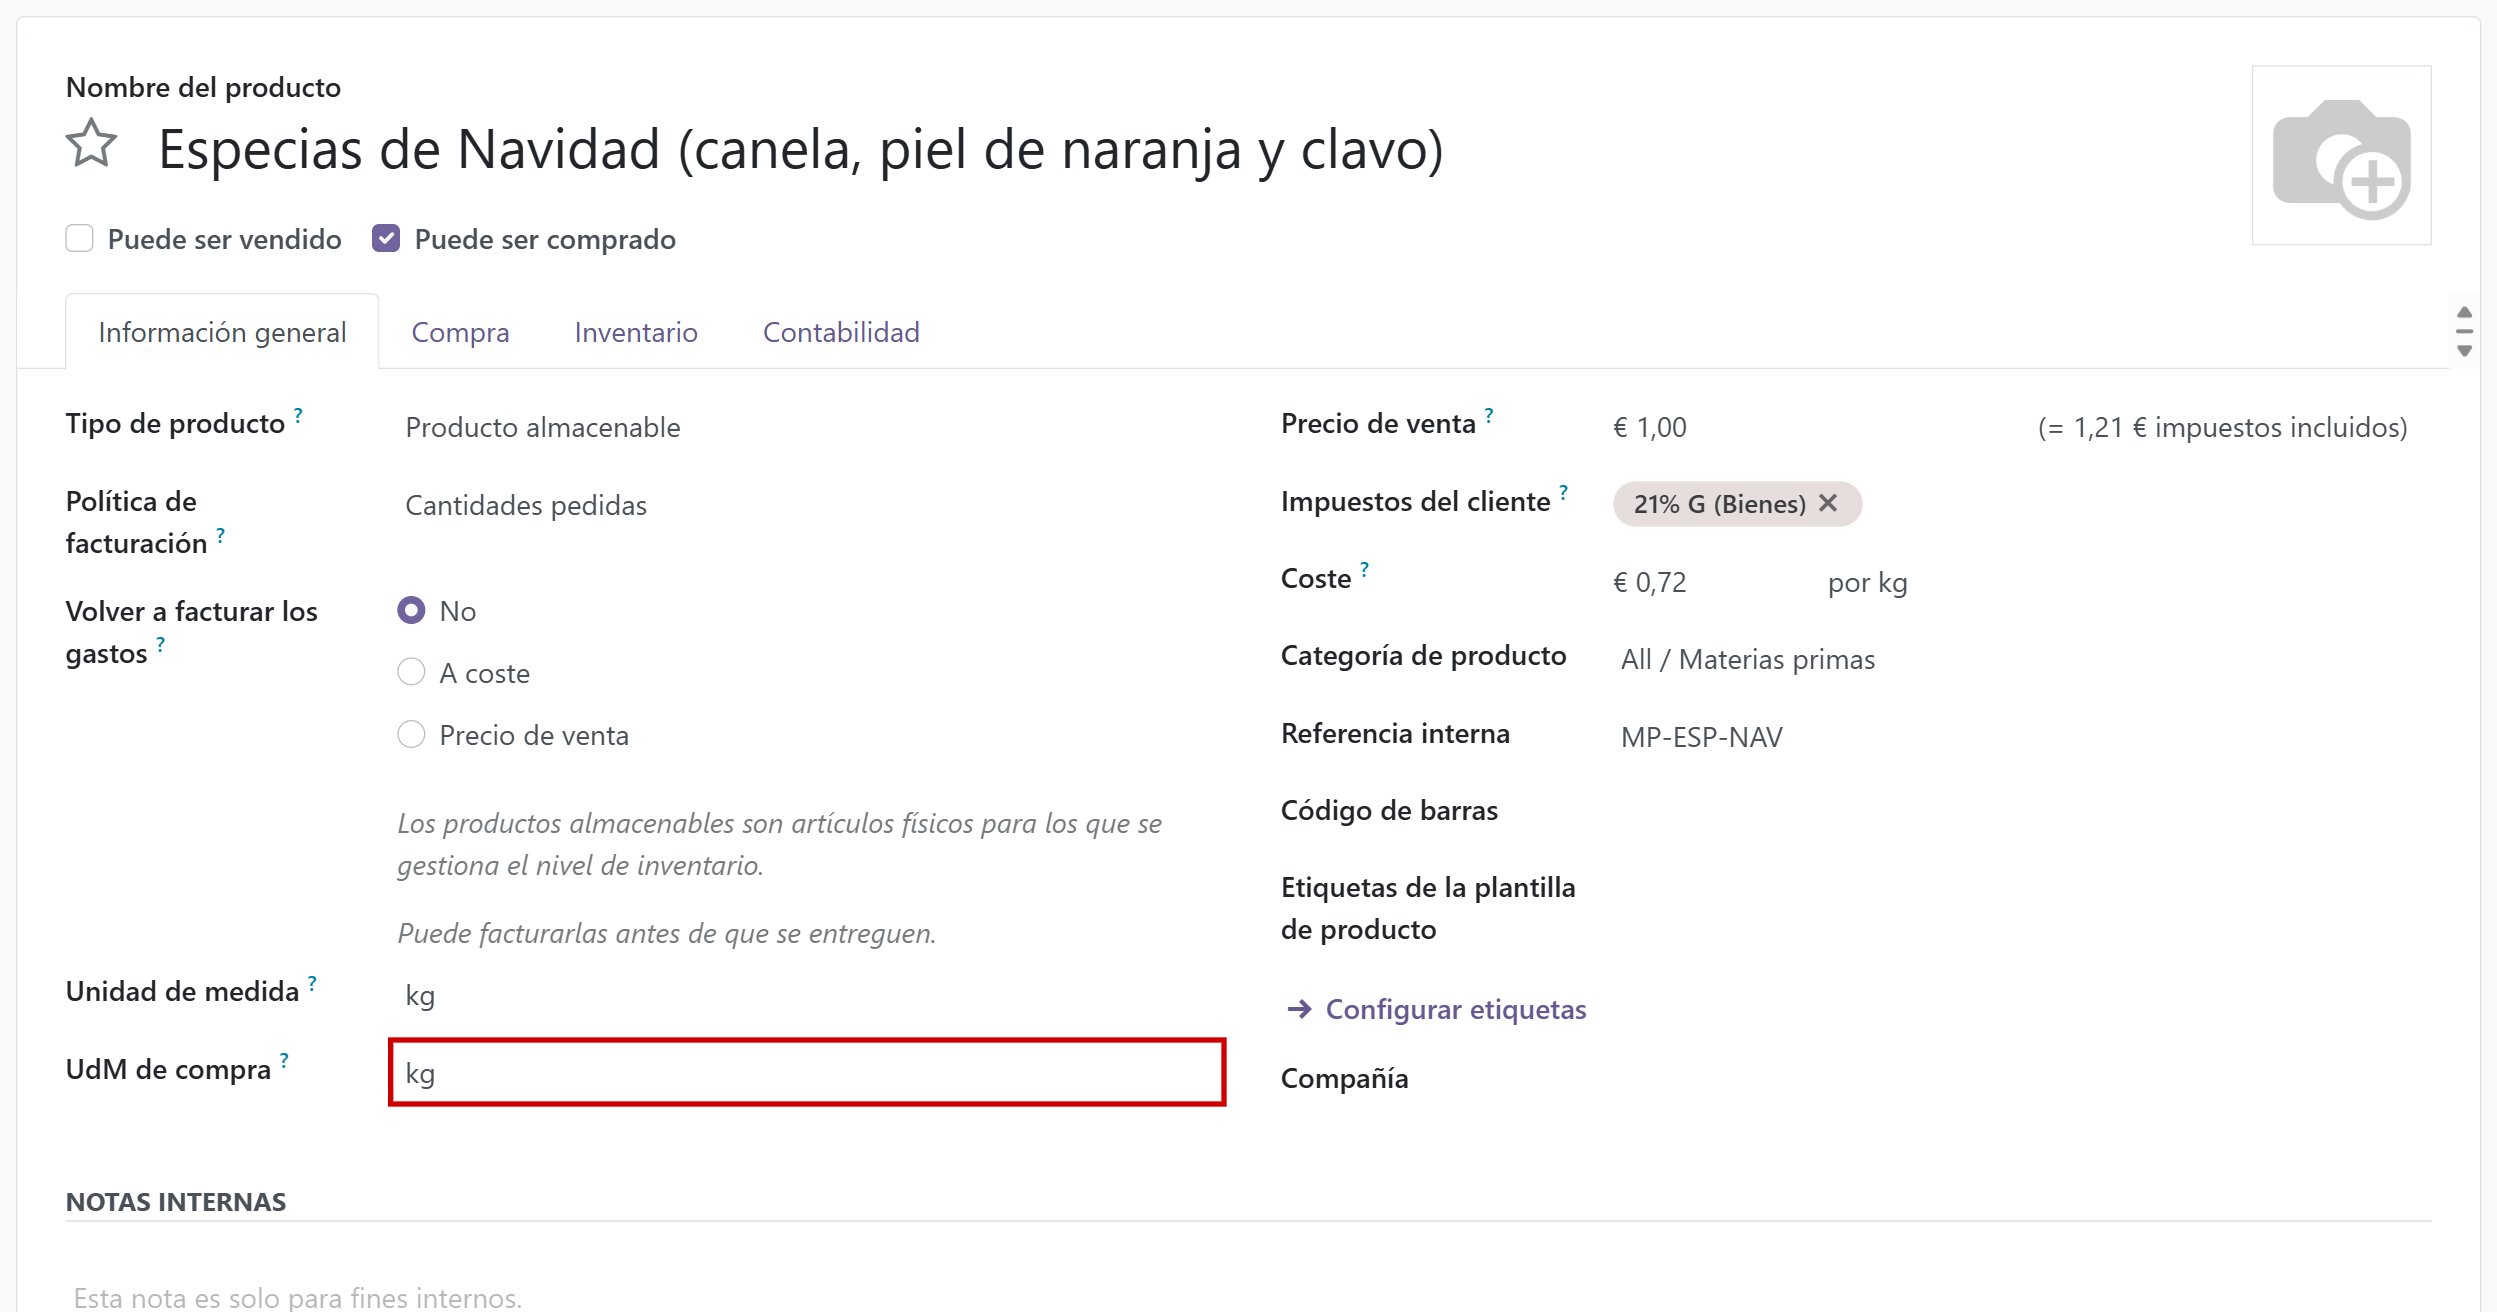 Nombre del producto
Especias de Navidad (canela, piel de naranja y clavo)
Puede ser vendido Puede ser comprado
Información general Compra Inventario Contabilidad
Tipo de producto ? Producto almacenable
Política de facturación ? Cantidades pedidas
Volver a facturar los gastos ? No
A coste
Precio de venta
Los productos almacenables son artículos físicos para los que se
gestiona el nivel de inventario.
Puede facturarlas antes de que se entreguen.
Unidad de medida ? kg
UdM de compra ? kg
Precio de venta ? € 1,00 (= 1,21 € impuestos incluidos)
Impuestos del cliente ? 21% G (Bienes) ✕
Coste ? € 0,72 por kg
Categoría de producto All / Materias primas
Referencia interna MP-ESP-NAV
Código de barras
Etiquetas de la plantilla
de producto
→ Configurar etiquetas
Compañía
NOTAS INTERNAS
Esta nota es solo para fines internos.